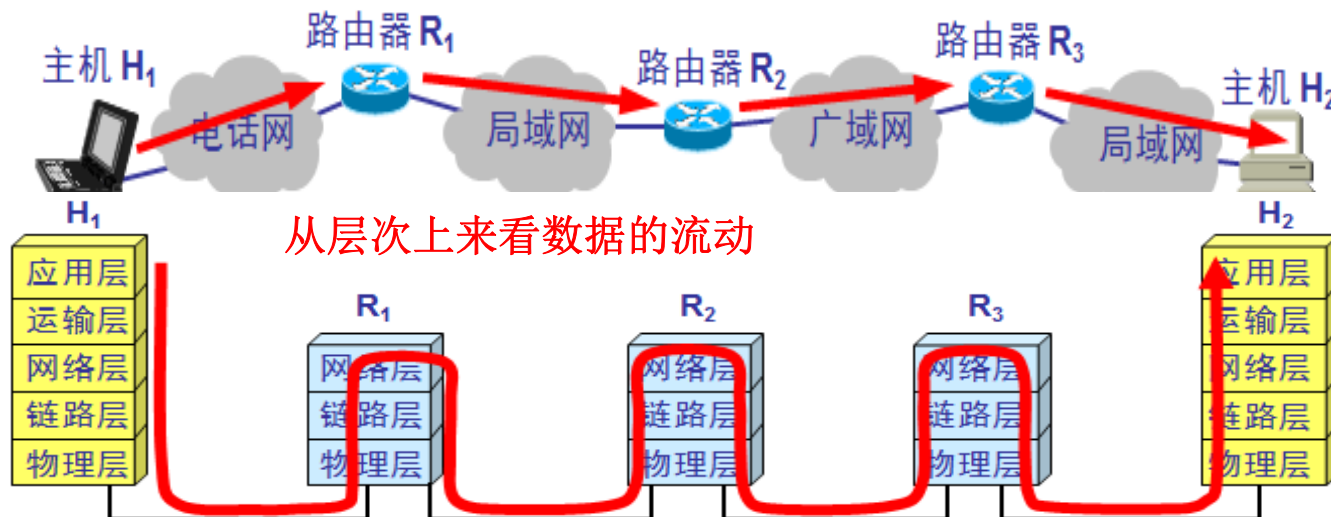 主机 H1
路由器 R1
路由器 R2
路由器 R3
主机 H2
电话网
局域网
广域网
局域网
从层次上来看数据的流动
H1
应用层
运输层
网络层
链路层
物理层
R1
网络层
链路层
物理层
R2
网络层
链路层
物理层
R3
网络层
链路层
物理层
H2
应用层
运输层
网络层
链路层
物理层